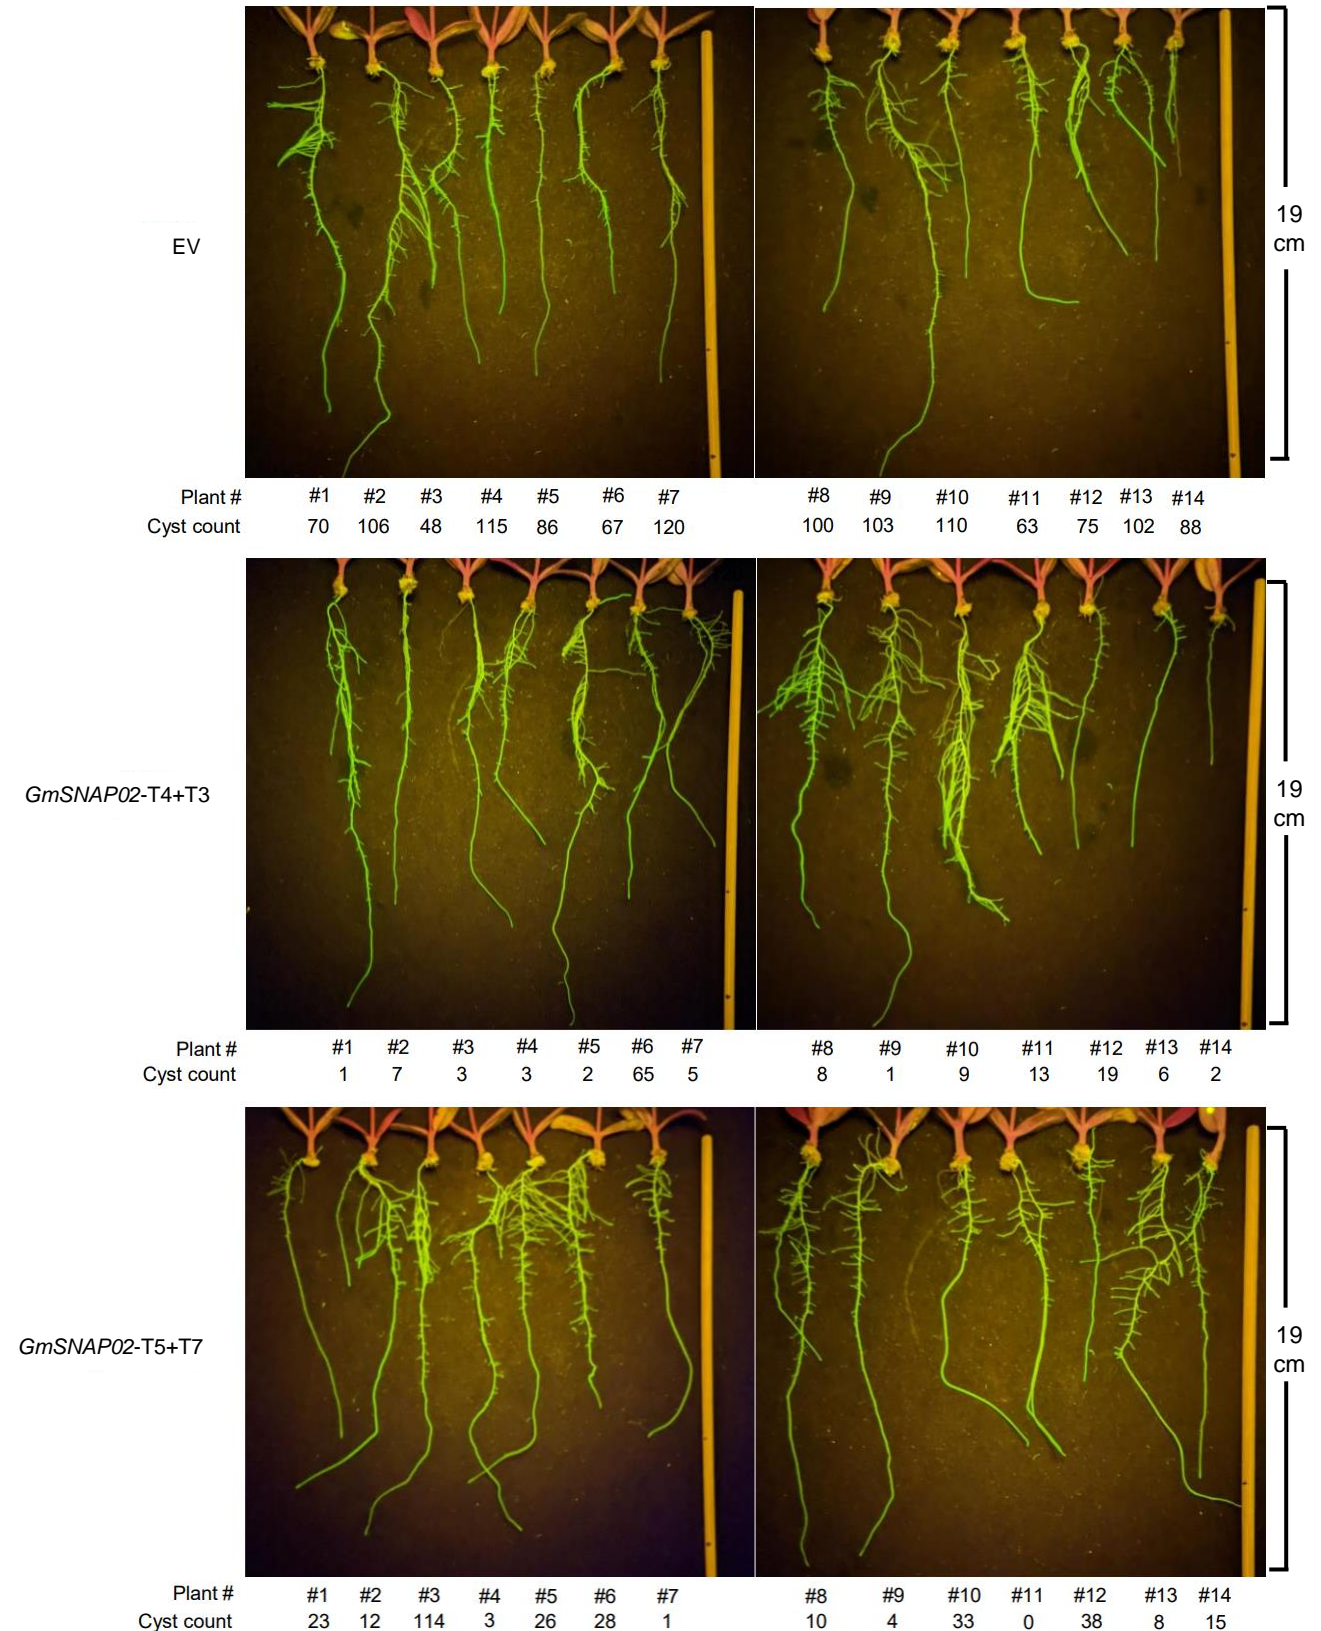 EV
19
cm
Plant # #1 #2 #3 #4 #5 #6 #7 #8 #9 #10 #11 #12 #13 #14
Cyst count 70 106 48 115 86 67 120 100 103 110 63 75 102 88
GmSNAP02-T4+T3
19
cm
Plant # #1 #2 #3 #4 #5 #6 #7 #8 #9 #10 #11 #12 #13 #14
Cyst count 1 7 3 3 2 65 5 8 1 9 13 19 6 2
GmSNAP02-T5+T7
19
cm
Plant # #1 #2 #3 #4 #5 #6 #7 #8 #9 #10 #11 #12 #13 #14
Cyst count 23 12 114 3 26 28 1 10 4 33 0 38 8 15